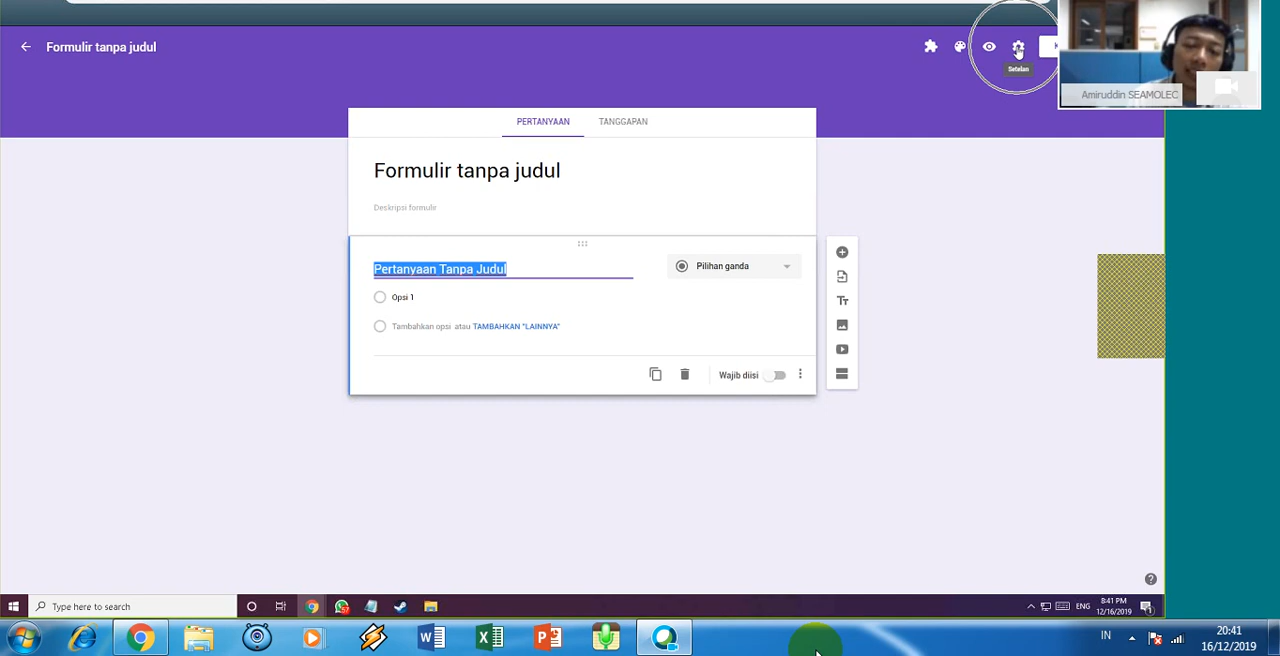 Formulir tanpa judul
Setelan
Amiruddin SEAMOLEC
PERTANYAAN TANGGAPAN
Formulir tanpa judul
Deskripsi formulir
Pertanyaan Tanpa Judul
Pilihan ganda
Opsi 1
Tambahkan opsi atau TAMBAHKAN "LAINNYA"
Wajib diisi
Type here to search
ENG
8:41 PM
12/16/2019
IN
20:41
16/12/2019